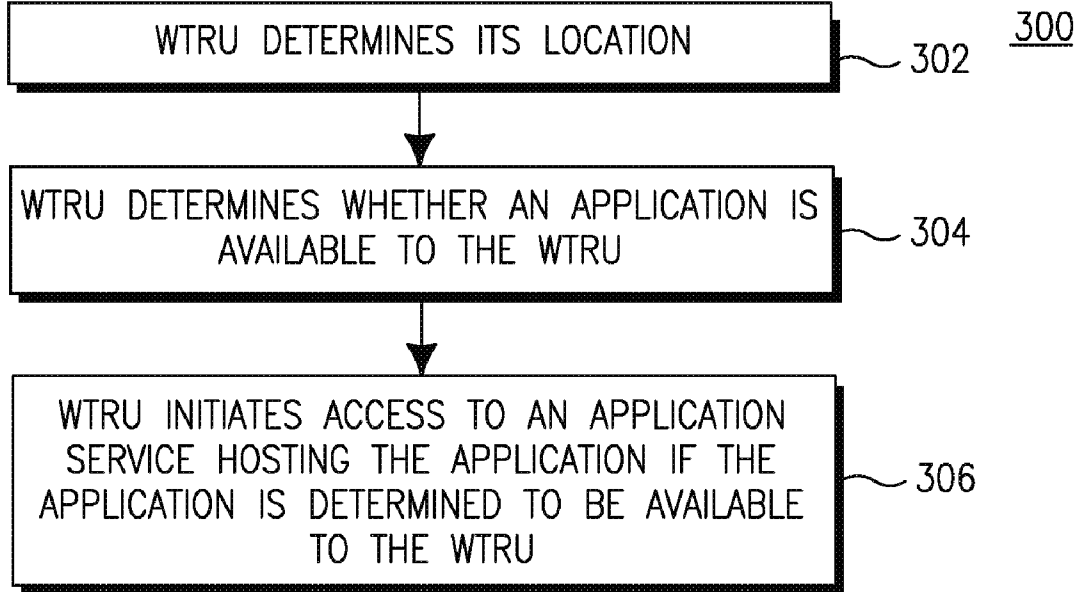 300
WTRU DETERMINES ITS LOCATION
302
WTRU DETERMINES WHETHER AN APPLICATION IS
AVAILABLE TO THE WTRU
304
WTRU INITIATES ACCESS TO AN APPLICATION
SERVICE HOSTING THE APPLICATION IF THE
APPLICATION IS DETERMINED TO BE AVAILABLE
TO THE WTRU
306